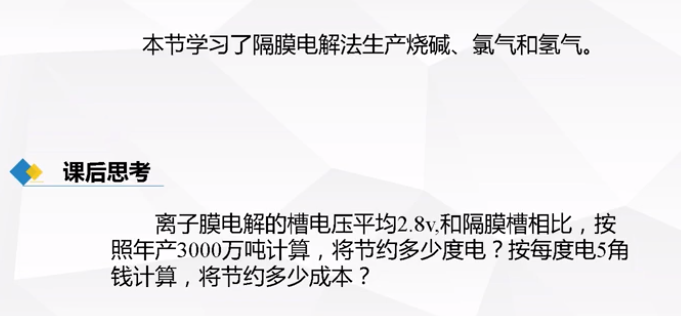 本节学习了隔膜电解法生产烧碱、氯气和氢气。
课后思考
离子膜电解的槽电压平均2.8v,和隔膜槽相比，按
照年产3000万吨计算，将节约多少度电？按每度电5角
钱计算，将节约多少成本？